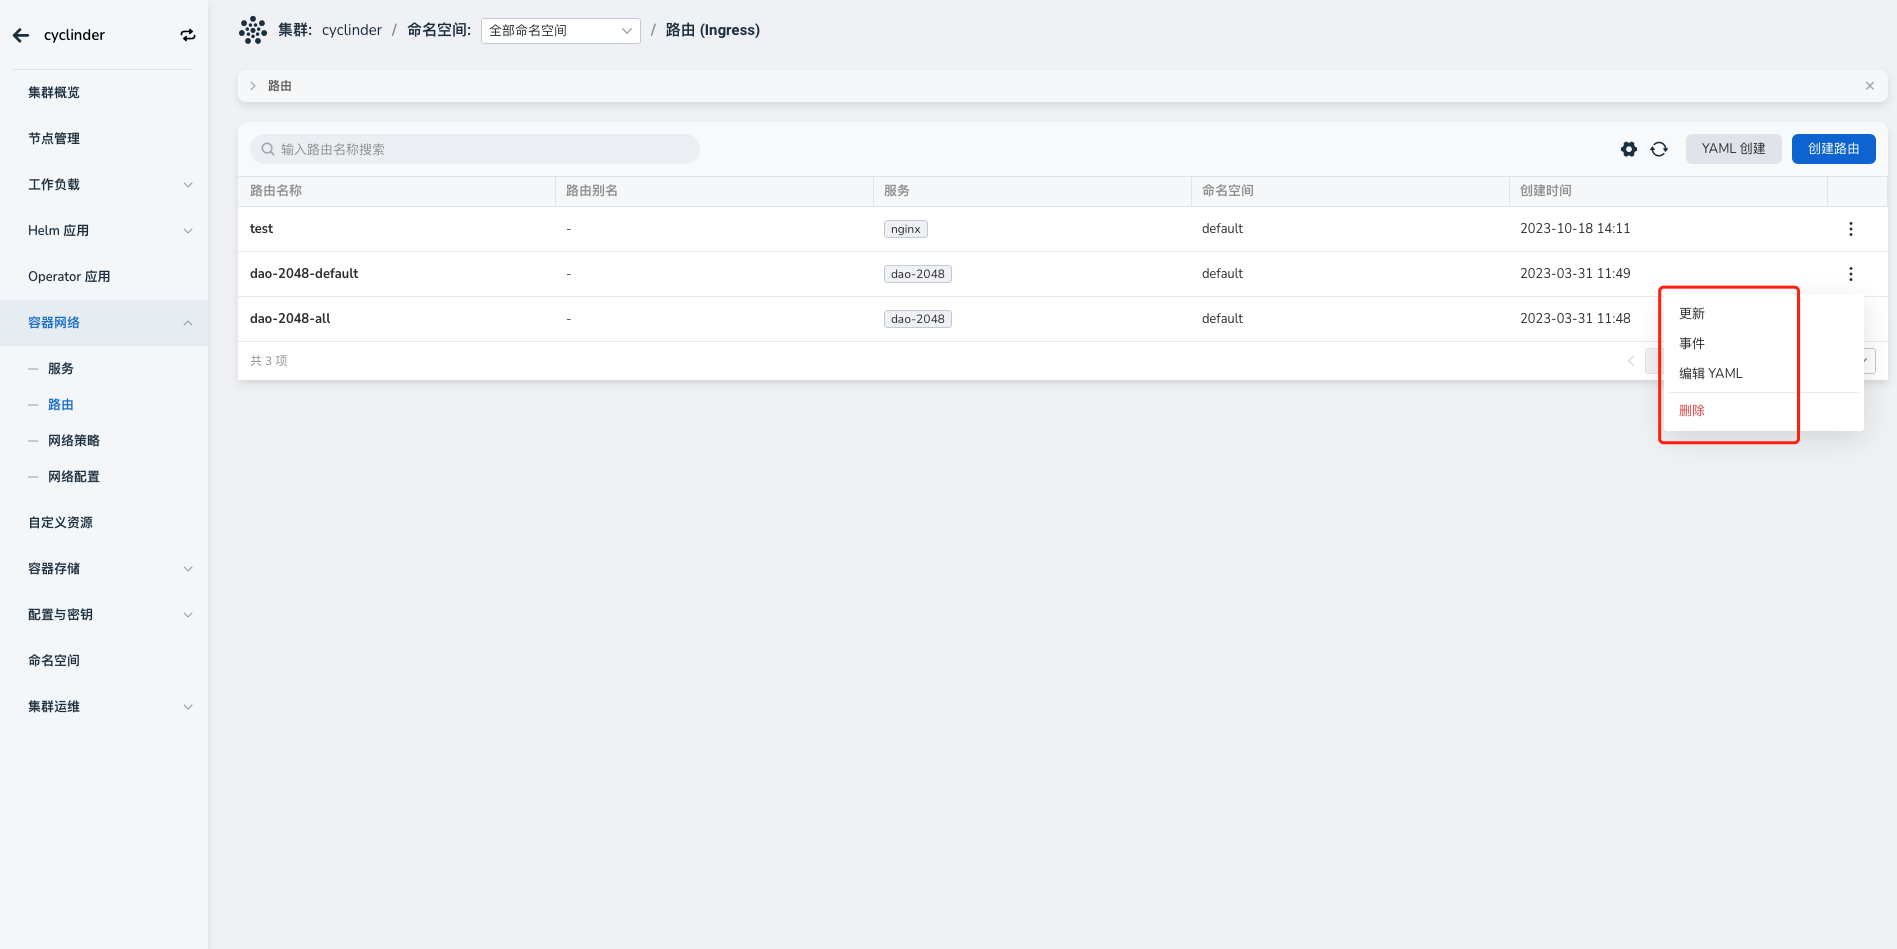 cyclinder
集群概览
节点管理
工作负载
Helm 应用
Operator 应用
容器网络
服务
路由
网络策略
网络配置
自定义资源
容器存储
配置与密钥
命名空间
集群运维
集群: cyclinder / 命名空间: 全部命名空间 / 路由 (Ingress)
路由
输入路由名称搜索
YAML 创建
创建路由
路由名称 路由别名 服务 命名空间 创建时间
test - nginx default 2023-10-18 14:11
dao-2048-default - dao-2048 default 2023-03-31 11:49
dao-2048-all - dao-2048 default 2023-03-31 11:48
共 3 项
更新
事件
编辑 YAML
删除